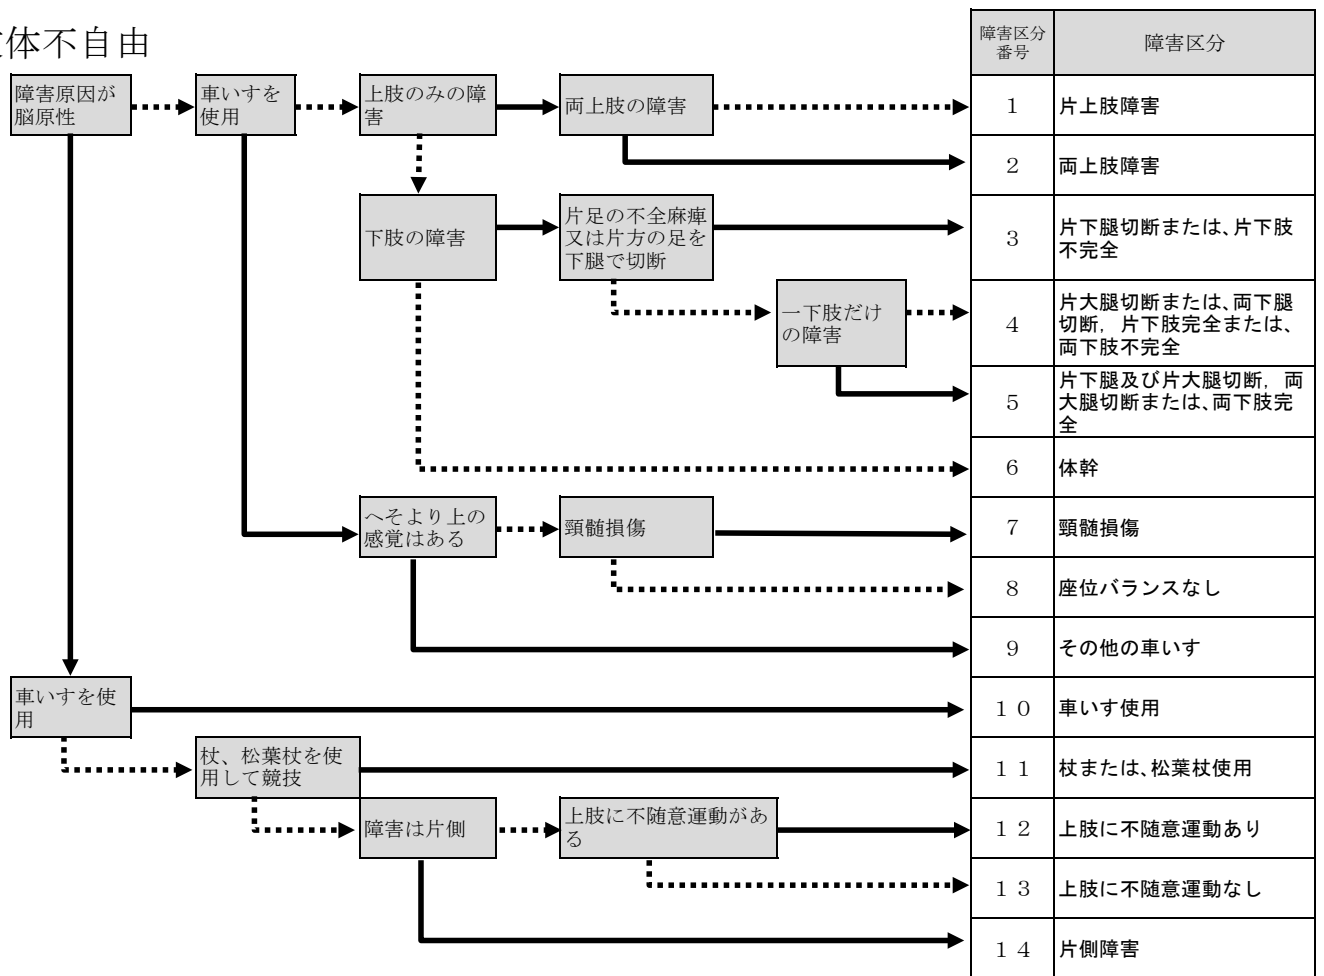 体不自由
障害区分
番号
障害区分
障害原因が
脳原性
車いすを
使用
上肢のみの障
害
両上肢の障害
1
片上肢障害
2
両上肢障害
下肢の障害
片足の不全麻痺
又は片方の足を
下腿で切断
3
片下腿切断または、片下肢
不完全
一下肢だけ
の障害
4
片大腿切断または、両下腿
切断，片下肢完全または、
両下肢不完全
5
片下腿及び片大腿切断，両
大腿切断または、両下肢完
全
6
体幹
へそより上の
感覚はある
頸髄損傷
7
頸髄損傷
8
座位バランスなし
9
その他の車いす
車いすを使
用
１０
車いす使用
杖、松葉杖を使
用して競技
１１
杖または、松葉杖使用
障害は片側
上肢に不随意運動があ
る
１２
上肢に不随意運動あり
１３
上肢に不随意運動なし
１４
片側障害